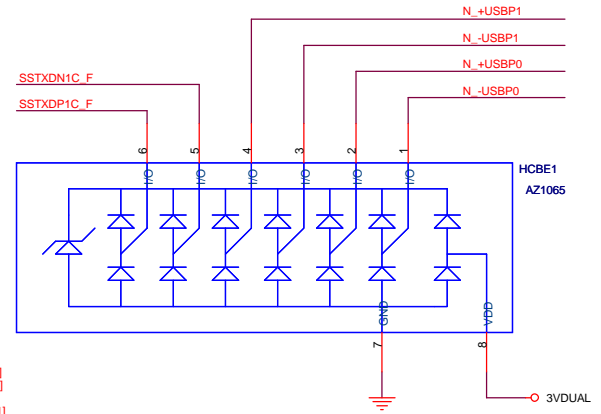 N_+USBP1
N_-USBP1
SSTXDN1C_F
N_+USBP0
SSTXDP1C_F
N_-USBP0
6 5 4 3 2 1
I/O I/O I/O I/O I/O I/O
HCBE1
AZ1065
GND VDD
7 8
3VDUAL